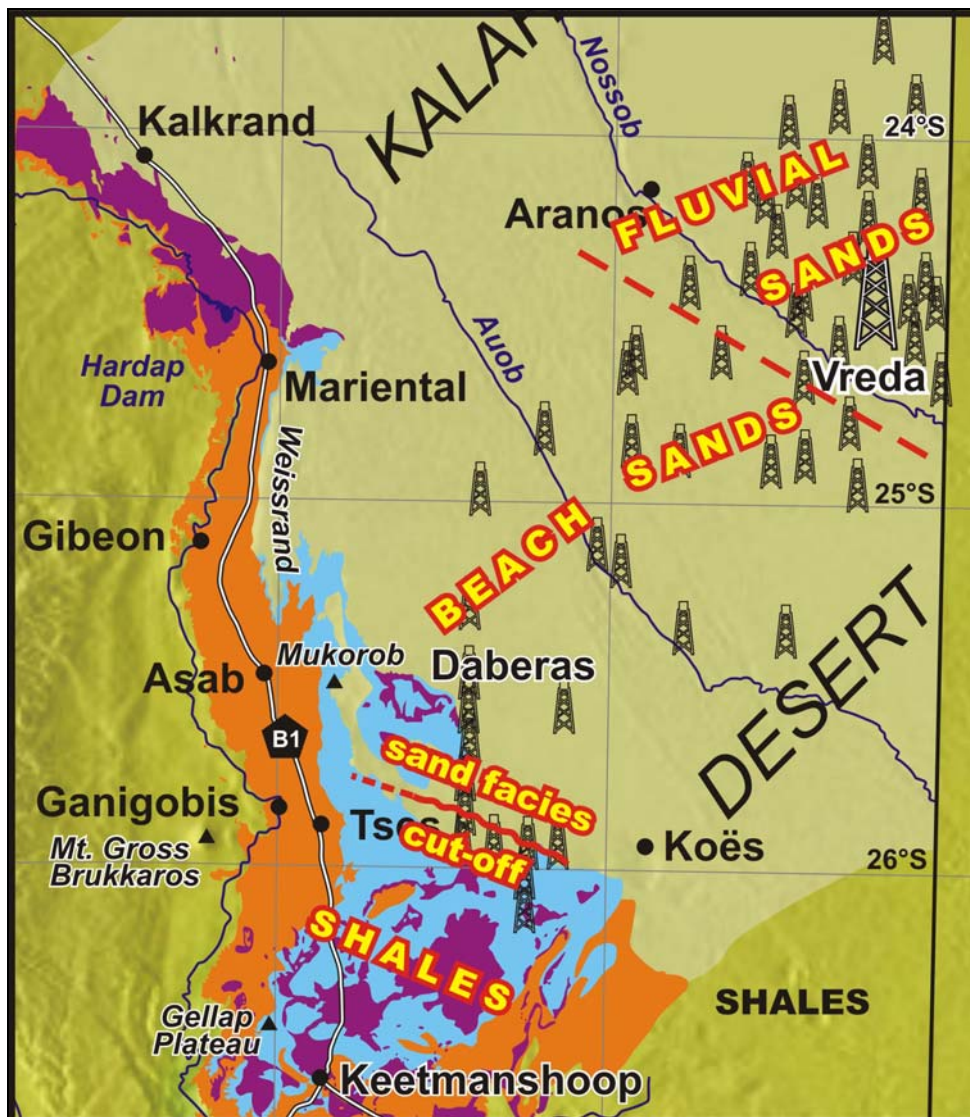 KALAH
Nossob
Kalkrand
24°S
FLUVIAL
Aranos
SANDS
Auob
Hardap
Dam
Mariental
Vreda
Weissrand
SANDS
BEACH
25°S
Gibeon
Mukorob
Daberas
Asab
DESERT
B1
sand facies
Ganigobis
Tses
cut-off
Koës
Mt. Gross
Brukkaros
26°S
SHALES
SHALES
Gellap
Plateau
Keetmanshoop